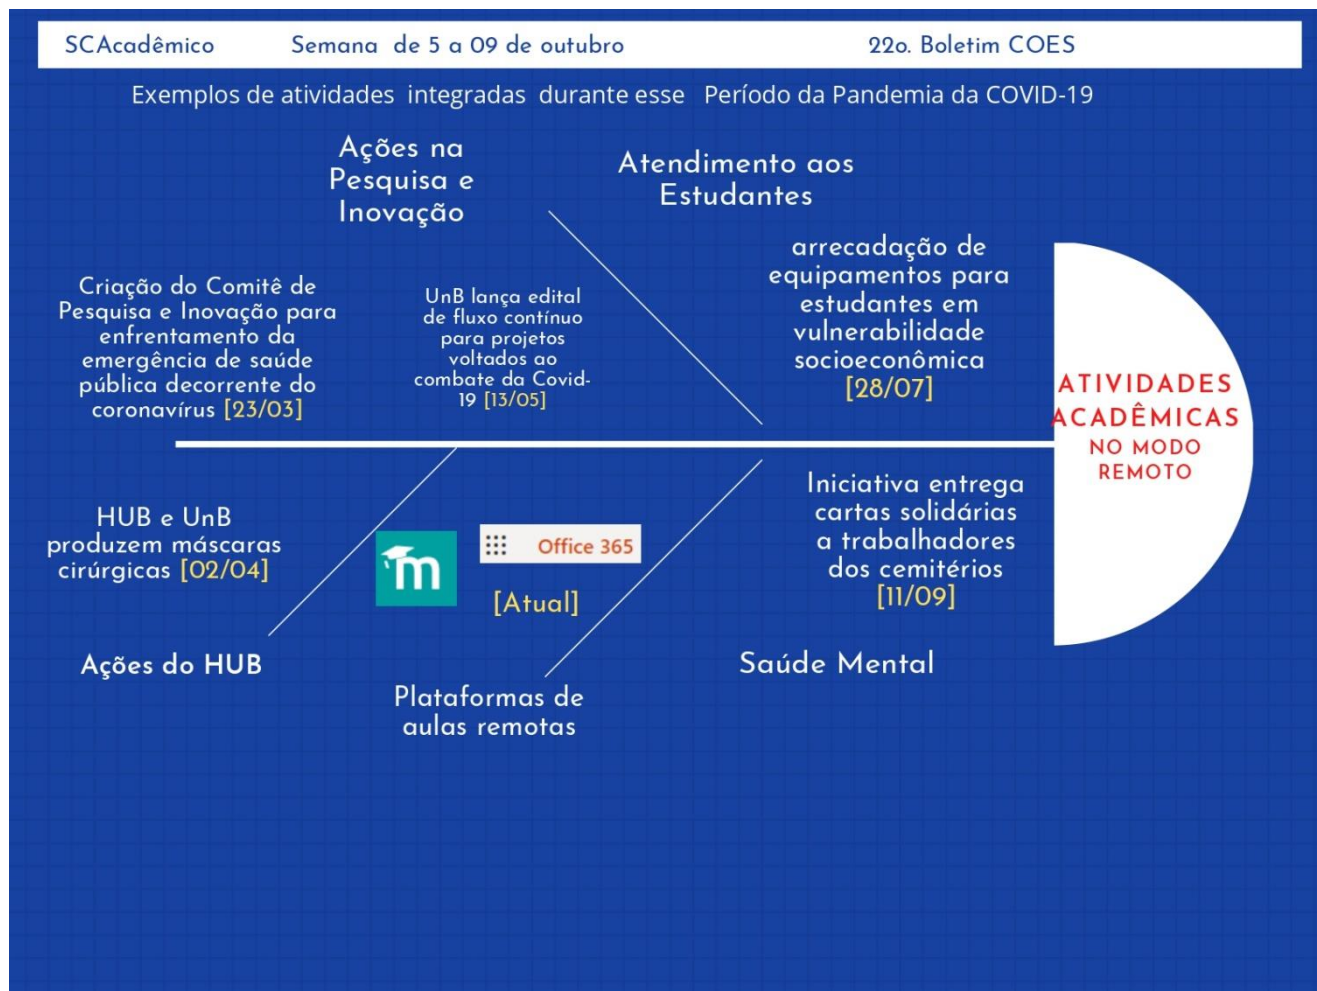 SCAcadêmico Semana de 5 a 09 de outubro 22o. Boletim COES
Exemplos de atividades integradas durante esse Período da Pandemia da COVID-19
Ações na
Pesquisa e
Inovação
Atendimento aos
Estudantes
Criação do Comitê de
Pesquisa e Inovação para
enfrentamento da
emergência de saúde
pública decorrente do
coronavírus [23/03]
UnB lança edital
de fluxo contínuo
para projetos
voltados ao
combate da Covid-
19 [13/05]
arrecadação de
equipamentos para
estudantes em
vulnerabilidade
socioeconômica
[28/07]
ATIVIDADES
ACADÊMICAS
NO MODO
REMOTO
HUB e UnB
produzem máscaras
cirúrgicas [02/04]
Ações do HUB
m
Office 365
[Atual]
Plataformas de
aulas remotas
Iniciativa entrega
cartas solidárias
a trabalhadores
dos cemitérios
[11/09]
Saúde Mental